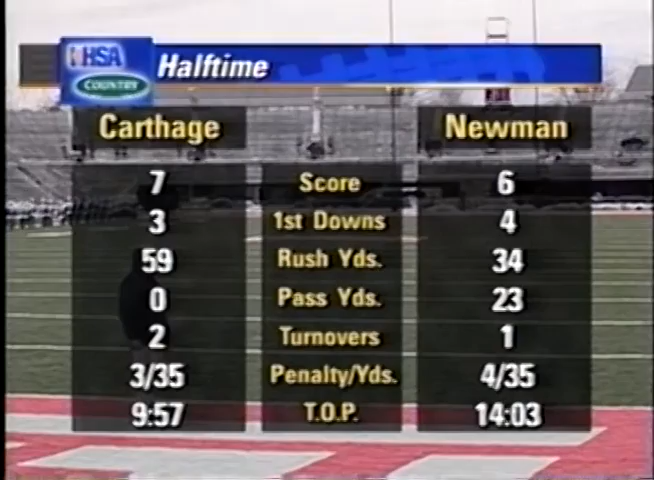 IHSA
COUNTRY
Halftime
Carthage Newman
7 Score 6
3 1st Downs 4
59 Rush Yds. 34
0 Pass Yds. 23
2 Turnovers 1
3/35 Penalty/Yds. 4/35
9:57 T.O.P. 14:03